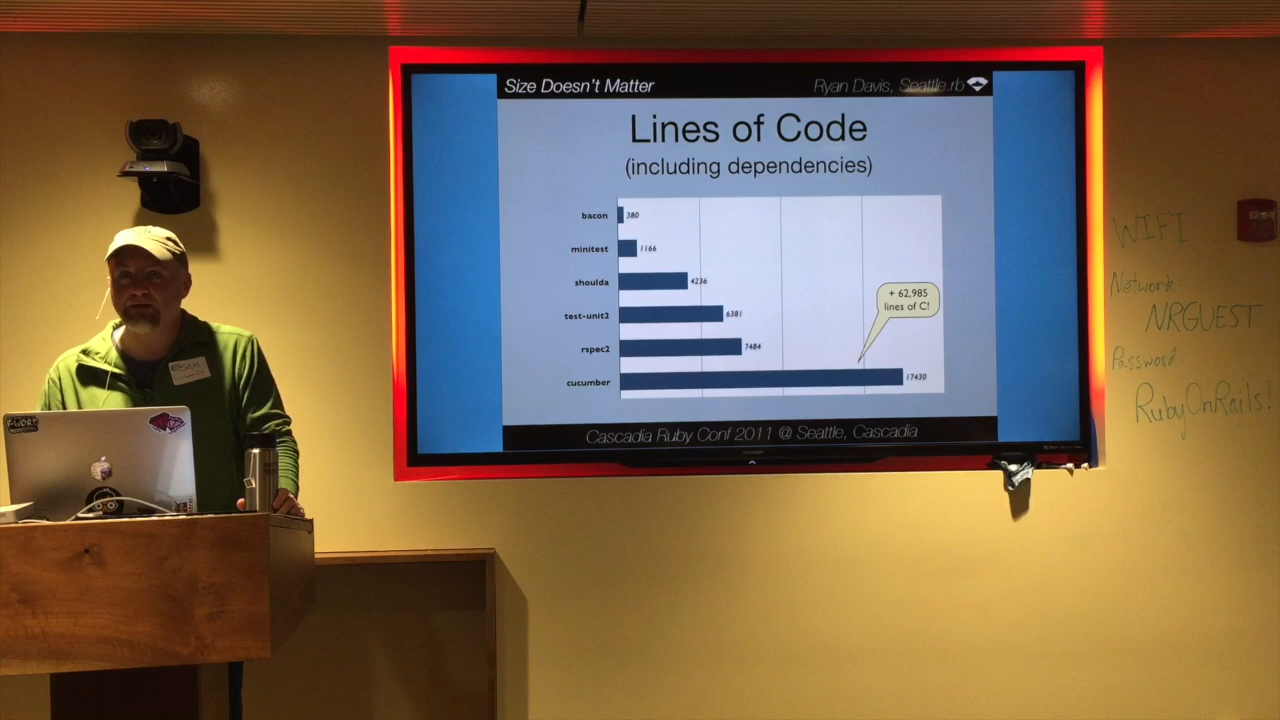 Size Doesn't Matter
Ryan Davis, Seattle.rb
Lines of Code
(including dependencies)
bacon 380
minitest 1166
shoulda 4236
test-unit2 6381
rspec2 7484
cucumber 17430
+ 62,985
lines of C!
Cascadia Ruby Conf 2011 @ Seattle, Cascadia
WIFI
Network:
NRGUEST
Password:
RubyOnRails!